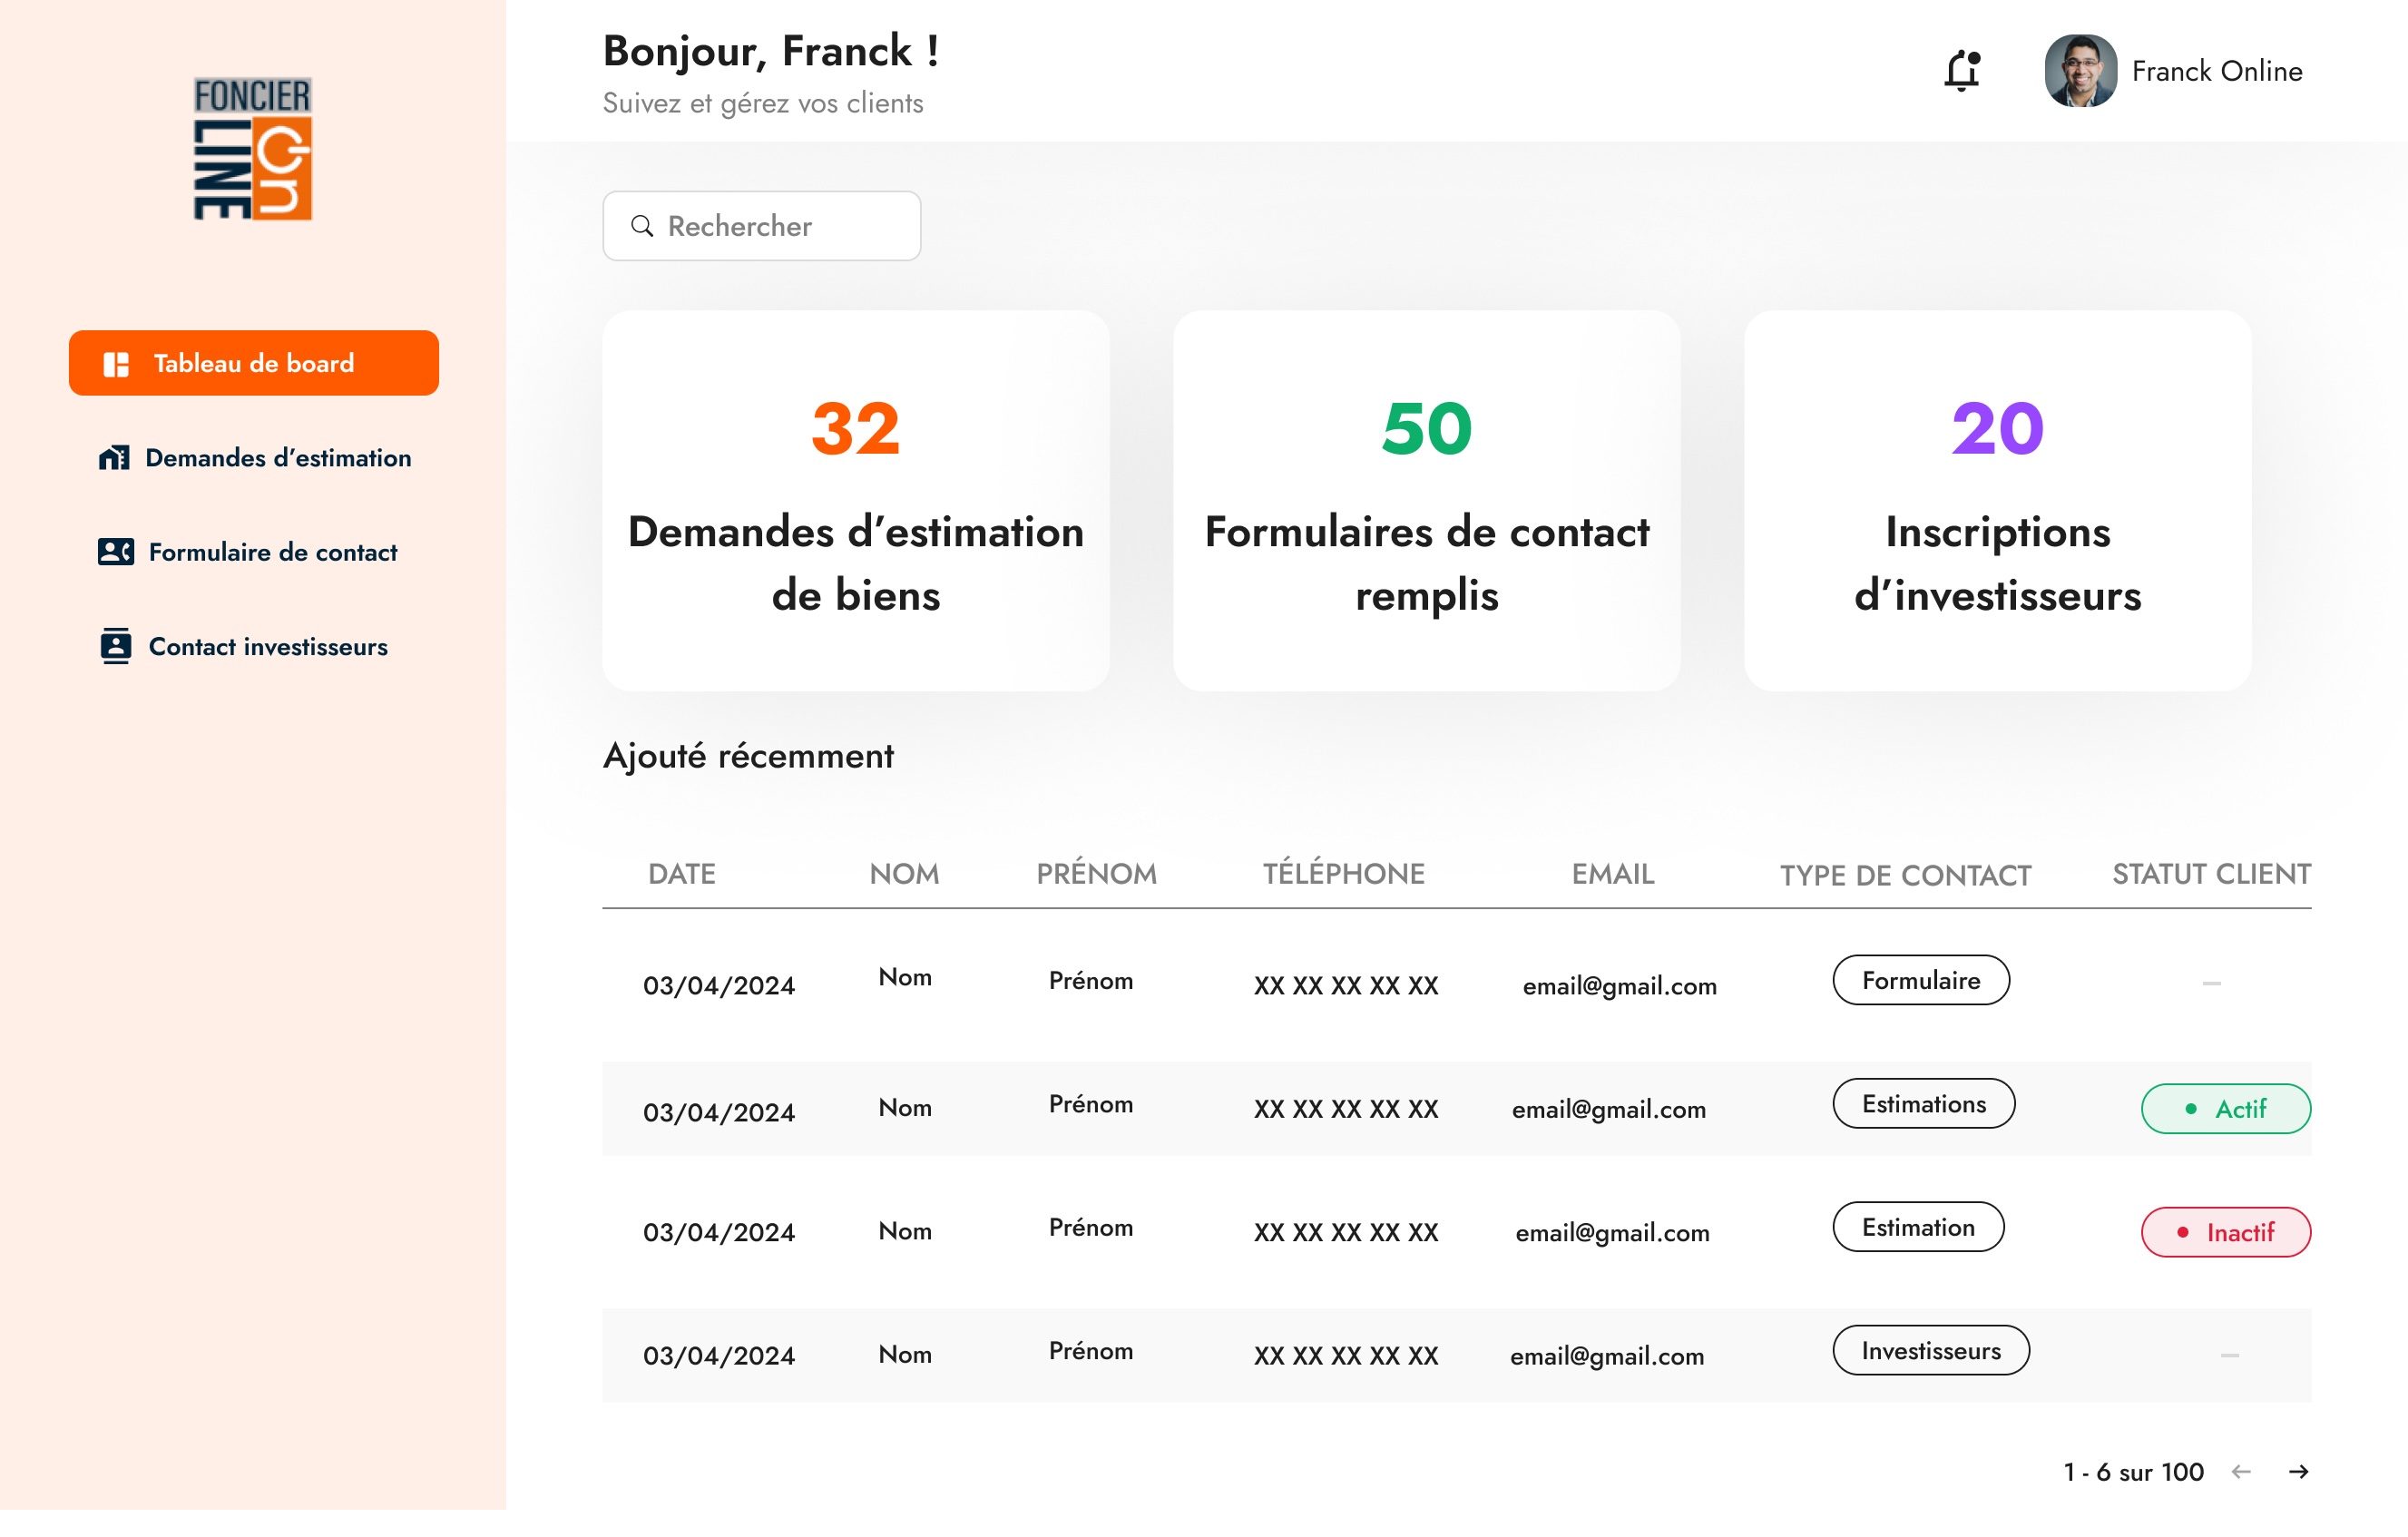 FONCIER
LINE
On
Tableau de board
Demandes d’estimation
Formulaire de contact
Contact investisseurs
Bonjour, Franck !
Suivez et gérez vos clients
Franck Online
Rechercher
32
Demandes d’estimation
de biens
50
Formulaires de contact
remplis
20
Inscriptions
d’investisseurs
Ajouté récemment
DATE NOM PRÉNOM TÉLÉPHONE EMAIL TYPE DE CONTACT STATUT CLIENT
03/04/2024 Nom Prénom XX XX XX XX XX email@gmail.com Formulaire –
03/04/2024 Nom Prénom XX XX XX XX XX email@gmail.com Estimations Actif
03/04/2024 Nom Prénom XX XX XX XX XX email@gmail.com Estimation Inactif
03/04/2024 Nom Prénom XX XX XX XX XX email@gmail.com Investisseurs –
1 - 6 sur 100